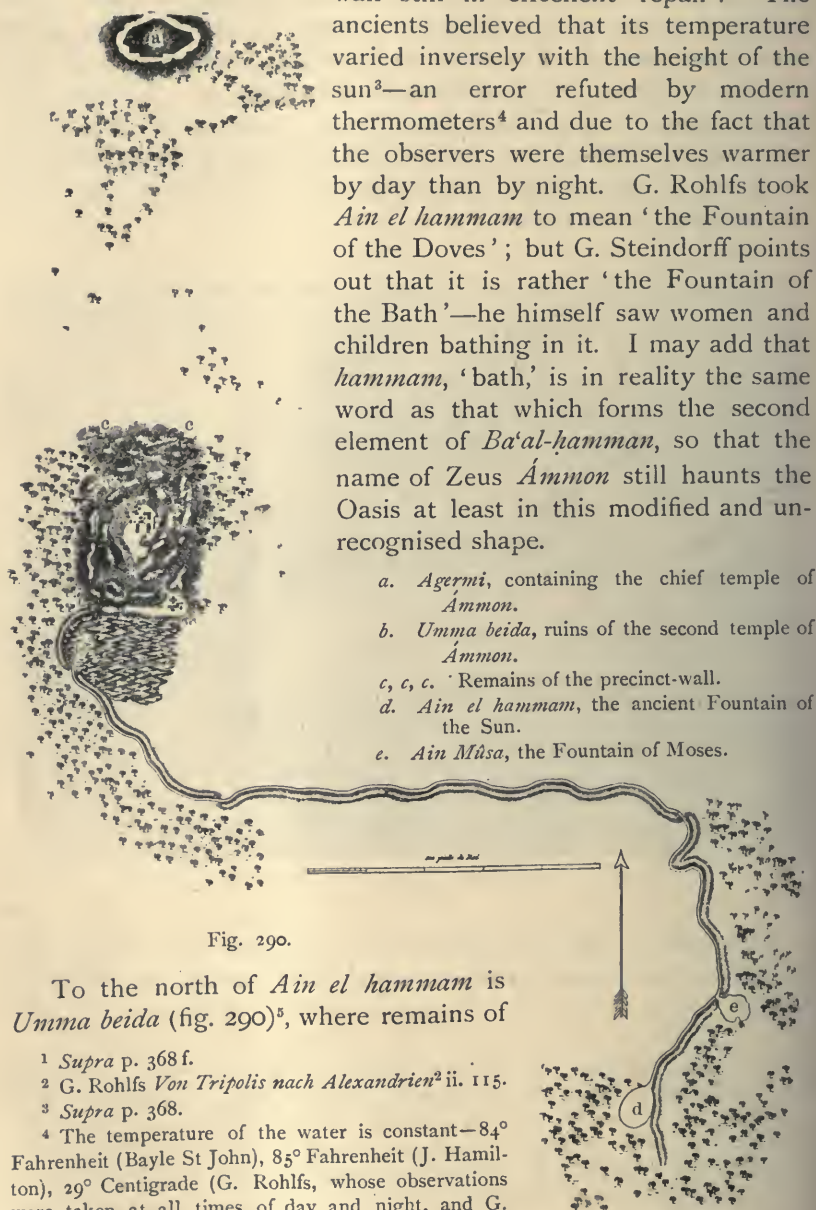 ancients believed that its temperature
varied inversely with the height of the
sun³—an error refuted by modern
thermometers⁴ and due to the fact that
the observers were themselves warmer
by day than by night. G. Rohlfs took
Ain el hammam to mean ‘the Fountain
of the Doves’; but G. Steindorff points
out that it is rather ‘the Fountain of
the Bath’—he himself saw women and
children bathing in it. I may add that
hammam, ‘bath,’ is in reality the same
word as that which forms the second
element of Ba‘al-ḥamman, so that the
name of Zeus Ámmon still haunts the
Oasis at least in this modified and un-
recognised shape.
a. Agermi, containing the chief temple of
Ámmon.
b. Umma beida, ruins of the second temple of
Ámmon.
c, c, c. Remains of the precinct-wall.
d. Ain el hammam, the ancient Fountain of
the Sun.
e. Ain Mûsa, the Fountain of Moses.
a
c c
c
b
e
d
Fig. 290.
To the north of Ain el hammam is
Umma beida (fig. 290)⁵, where remains of
¹ Supra p. 368 f.
² G. Rohlfs Von Tripolis nach Alexandrien² ii. 115.
³ Supra p. 368.
⁴ The temperature of the water is constant—84°
Fahrenheit (Bayle St John), 85° Fahrenheit (J. Hamil-
ton), 29° Centigrade (G. Rohlfs, whose observations
were taken at all times of day and night, and G.